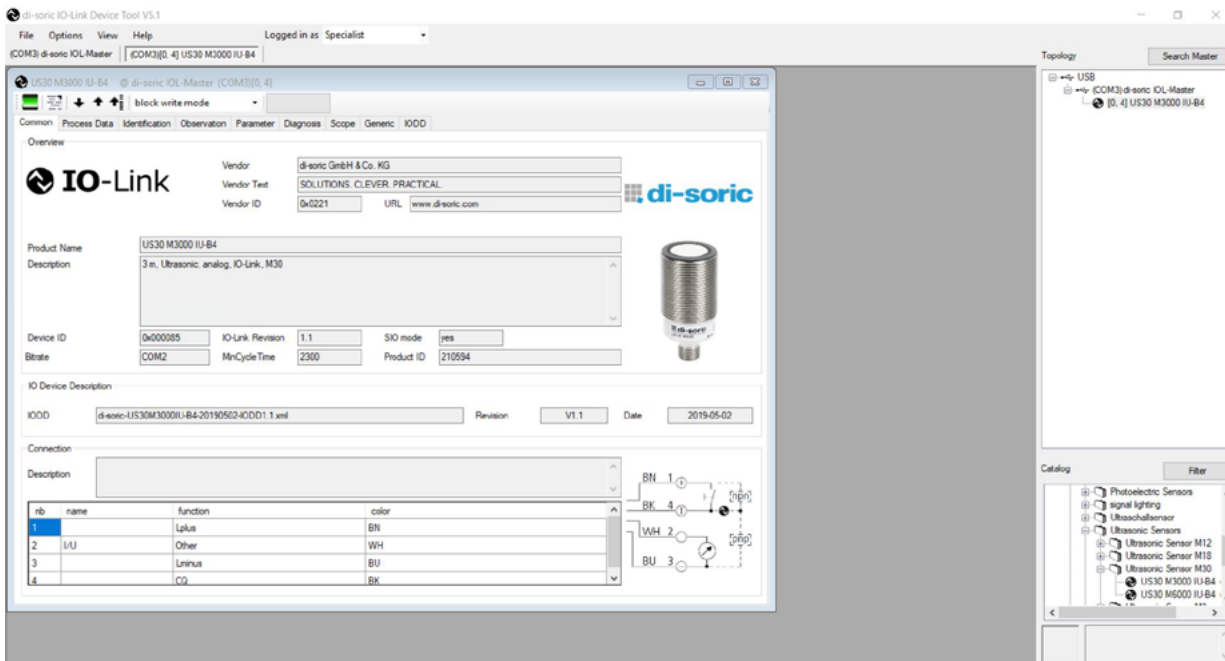 di-soric IO-Link Device Tool V5.1
File Options View Help Logged in as Specialist
(COM3) di-soric IOL-Master (COM3)[0, 4] US30 M3000 IU-B4
Topology Search Master
US30 M3000 IU-B4 @ di-soric IOL-Master (COM3)[0, 4]
block write mode
Common Process Data Identification Observation Parameter Diagnosis Scope Generic IODD
Overview
IO-Link
Vendor di-soric GmbH & Co. KG
Vendor Text SOLUTIONS. CLEVER. PRACTICAL.
Vendor ID 0x0221 URL www.di-soric.com
di-soric
Product Name US30 M3000 IU-B4
Description 3 m, Ultrasonic, analog, IO-Link, M30
di-soric
Device ID 0x000085 IO-Link Revision 1.1 SIO mode yes
Bitrate COM2 MinCycleTime 2300 Product ID 210594
IO Device Description
IODD di-soric-US30M3000IU-B4-20190502-IODD1.1.xml Revision V1.1 Date 2019-05-02
Connection
Description
nb name function color
1 Lplus BN
2 I/U Other WH
3 Lminus BU
4 CQ BK
BN 1
BK 4 [npn]
WH 2
[pnp]
BU 3
USB
(COM3) di-soric IOL-Master
[0, 4] US30 M3000 IU-B4
Catalog Filter
Photoelectric Sensors
signal lighting
Ultraschallsensor
Ultrasonic Sensors
Ultrasonic Sensor M12
Ultrasonic Sensor M18
Ultrasonic Sensor M30
US30 M3000 IU-B4
US30 M6000 IU-B4